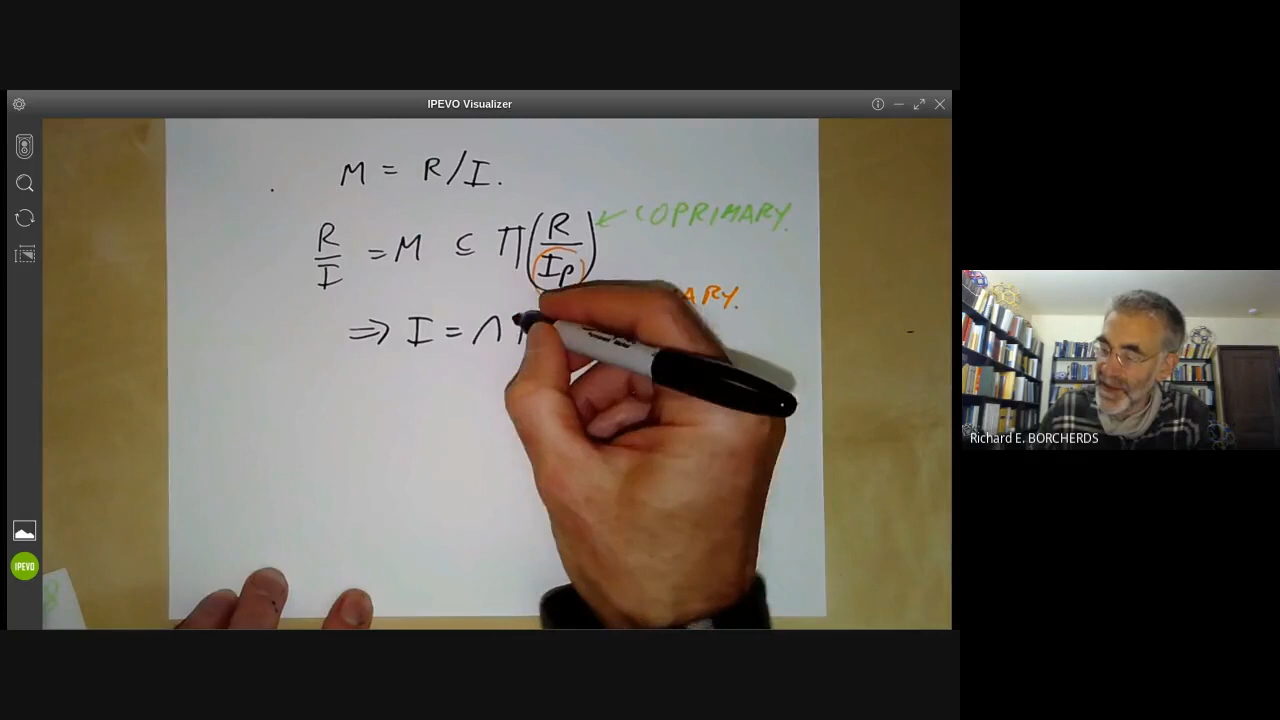 IPEVO Visualizer
M = R/I.
R/I = M ⊆ Π(R/I_P) ← COPRIMARY.
ARY.
⇒ I = ∩
IPEVO
Richard E. BORCHERDS